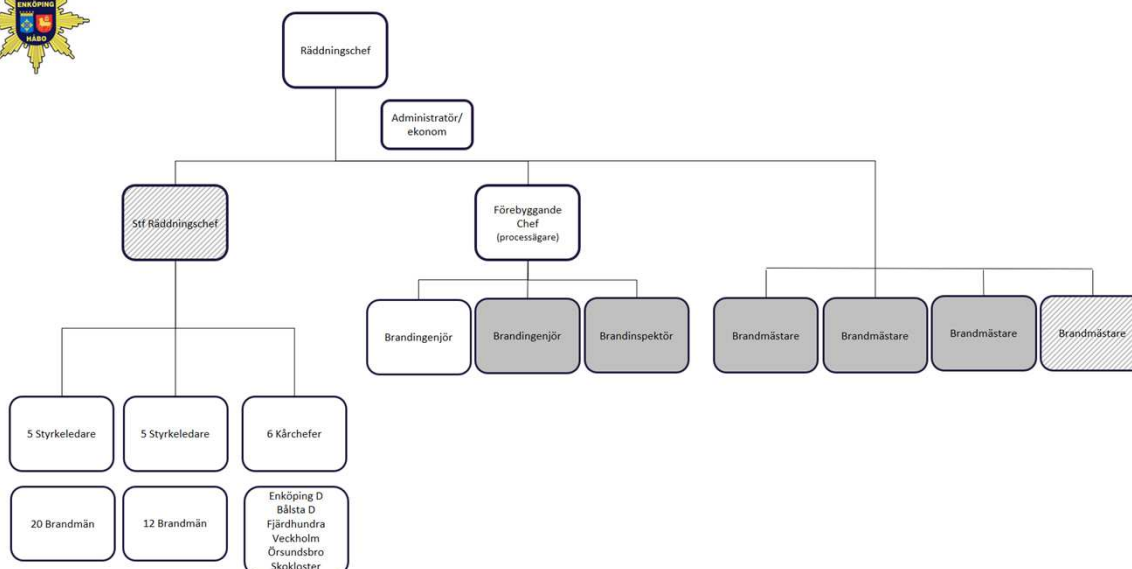 ENKÖPING
HÅBO
Räddningschef
Administratör/
ekonom
Stf Räddningschef
Förebyggande
Chef
(processägare)
Brandingenjör
Brandingenjör
Brandinspektör
Brandmästare
Brandmästare
Brandmästare
Brandmästare
5 Styrkeledare
5 Styrkeledare
6 Kårchefer
20 Brandmän
12 Brandmän
Enköping D
Bålsta D
Fjärdhundra
Veckholm
Örsundsbro
Skokloster